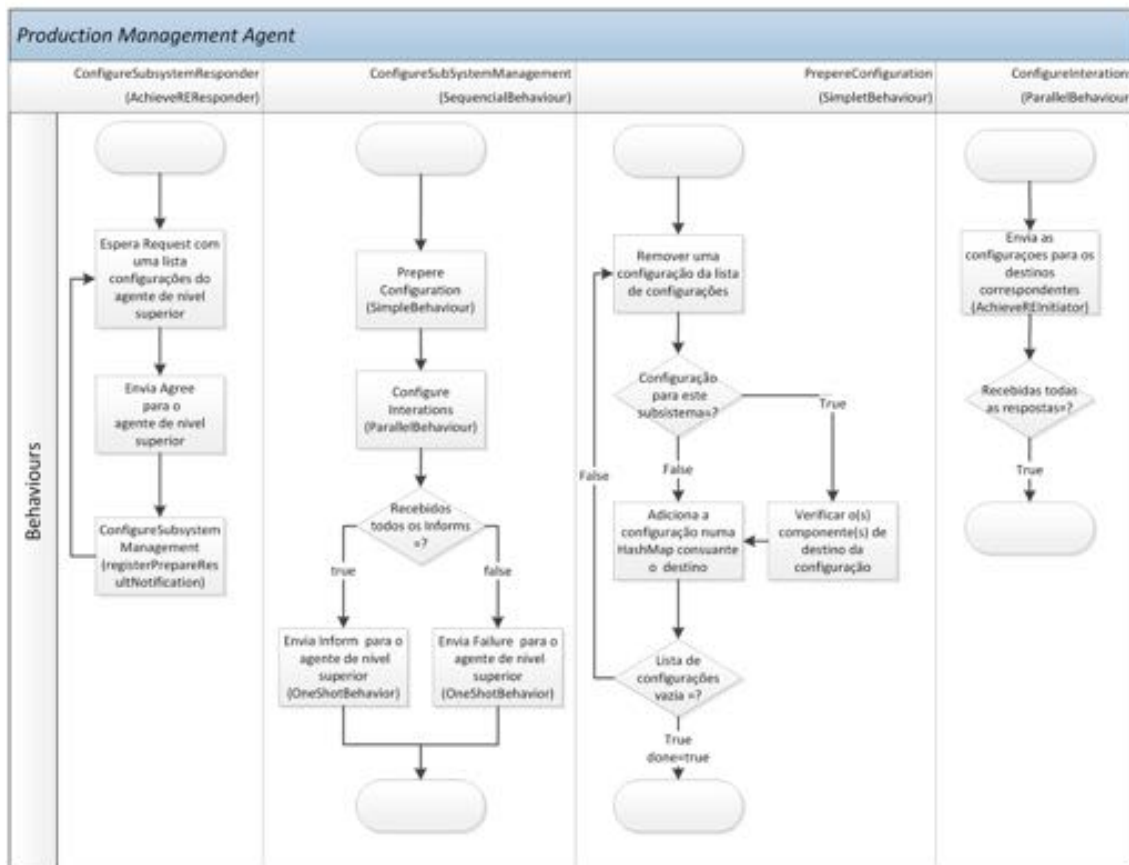 Production Management Agent
ConfigureSubsystemResponder
(AchieveREResponder)
ConfigureSubSystemManagement
(SequencialBehaviour)
PrepereConfiguration
(SimpletBehaviour)
ConfigureInterations
(ParallelBehaviour
Behaviours
Espera Request com
uma lista
configurações do
agente de nivel
superior
Envia Agree
para o
agente de nivel
superior
ConfigureSubsystem
Management
(registerPrepareRes
ultNotification)
Prepere
Configuration
(SimpleBehaviour)
Configure
Interations
(ParallelBehaviour)
Recebidos
todos os Informs
=?
true
false
Envia Inform para o
agente de nivel
superior
(OneShotBehavior)
Envia Failure para o
agente de nivel
superior
(OneShotBehavior)
Remover uma
configuração da lista
de configurações
Configuração
para este
subsistema=?
True
False
False
Adiciona a
configuração numa
HashMap consuante
o destino
Verificar o(s)
componente(s) de
destino da
configuração
Lista de
configurações
vazia =?
True
done=true
Envia as
configuraçoes para os
destinos
correspondentes
(AchieveREInitiator)
Recebidas todas
as respostas=?
True